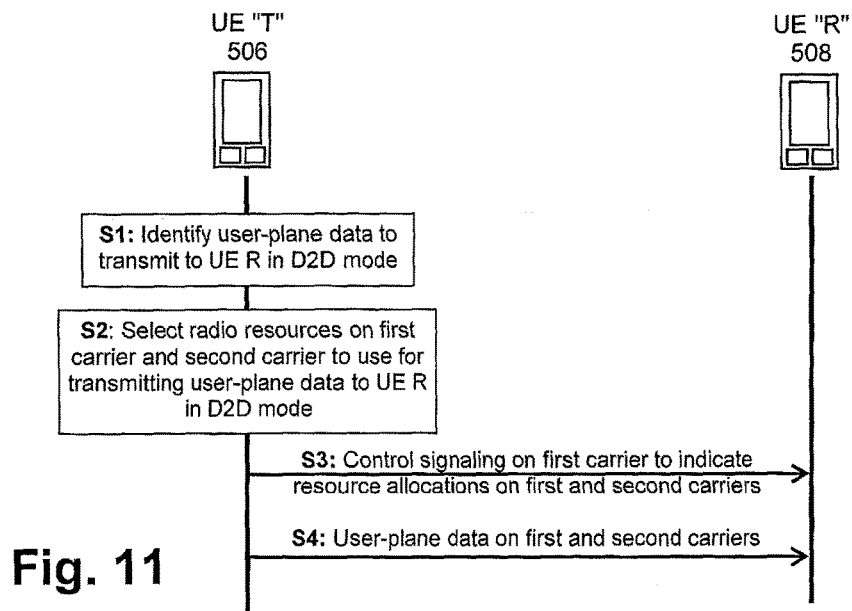 UE "T"
506
UE "R"
508
S1: Identify user-plane data to
transmit to UE R in D2D mode
S2: Select radio resources on first
carrier and second carrier to use for
transmitting user-plane data to UE R
in D2D mode
S3: Control signaling on first carrier to indicate
resource allocations on first and second carriers
S4: User-plane data on first and second carriers
Fig. 11